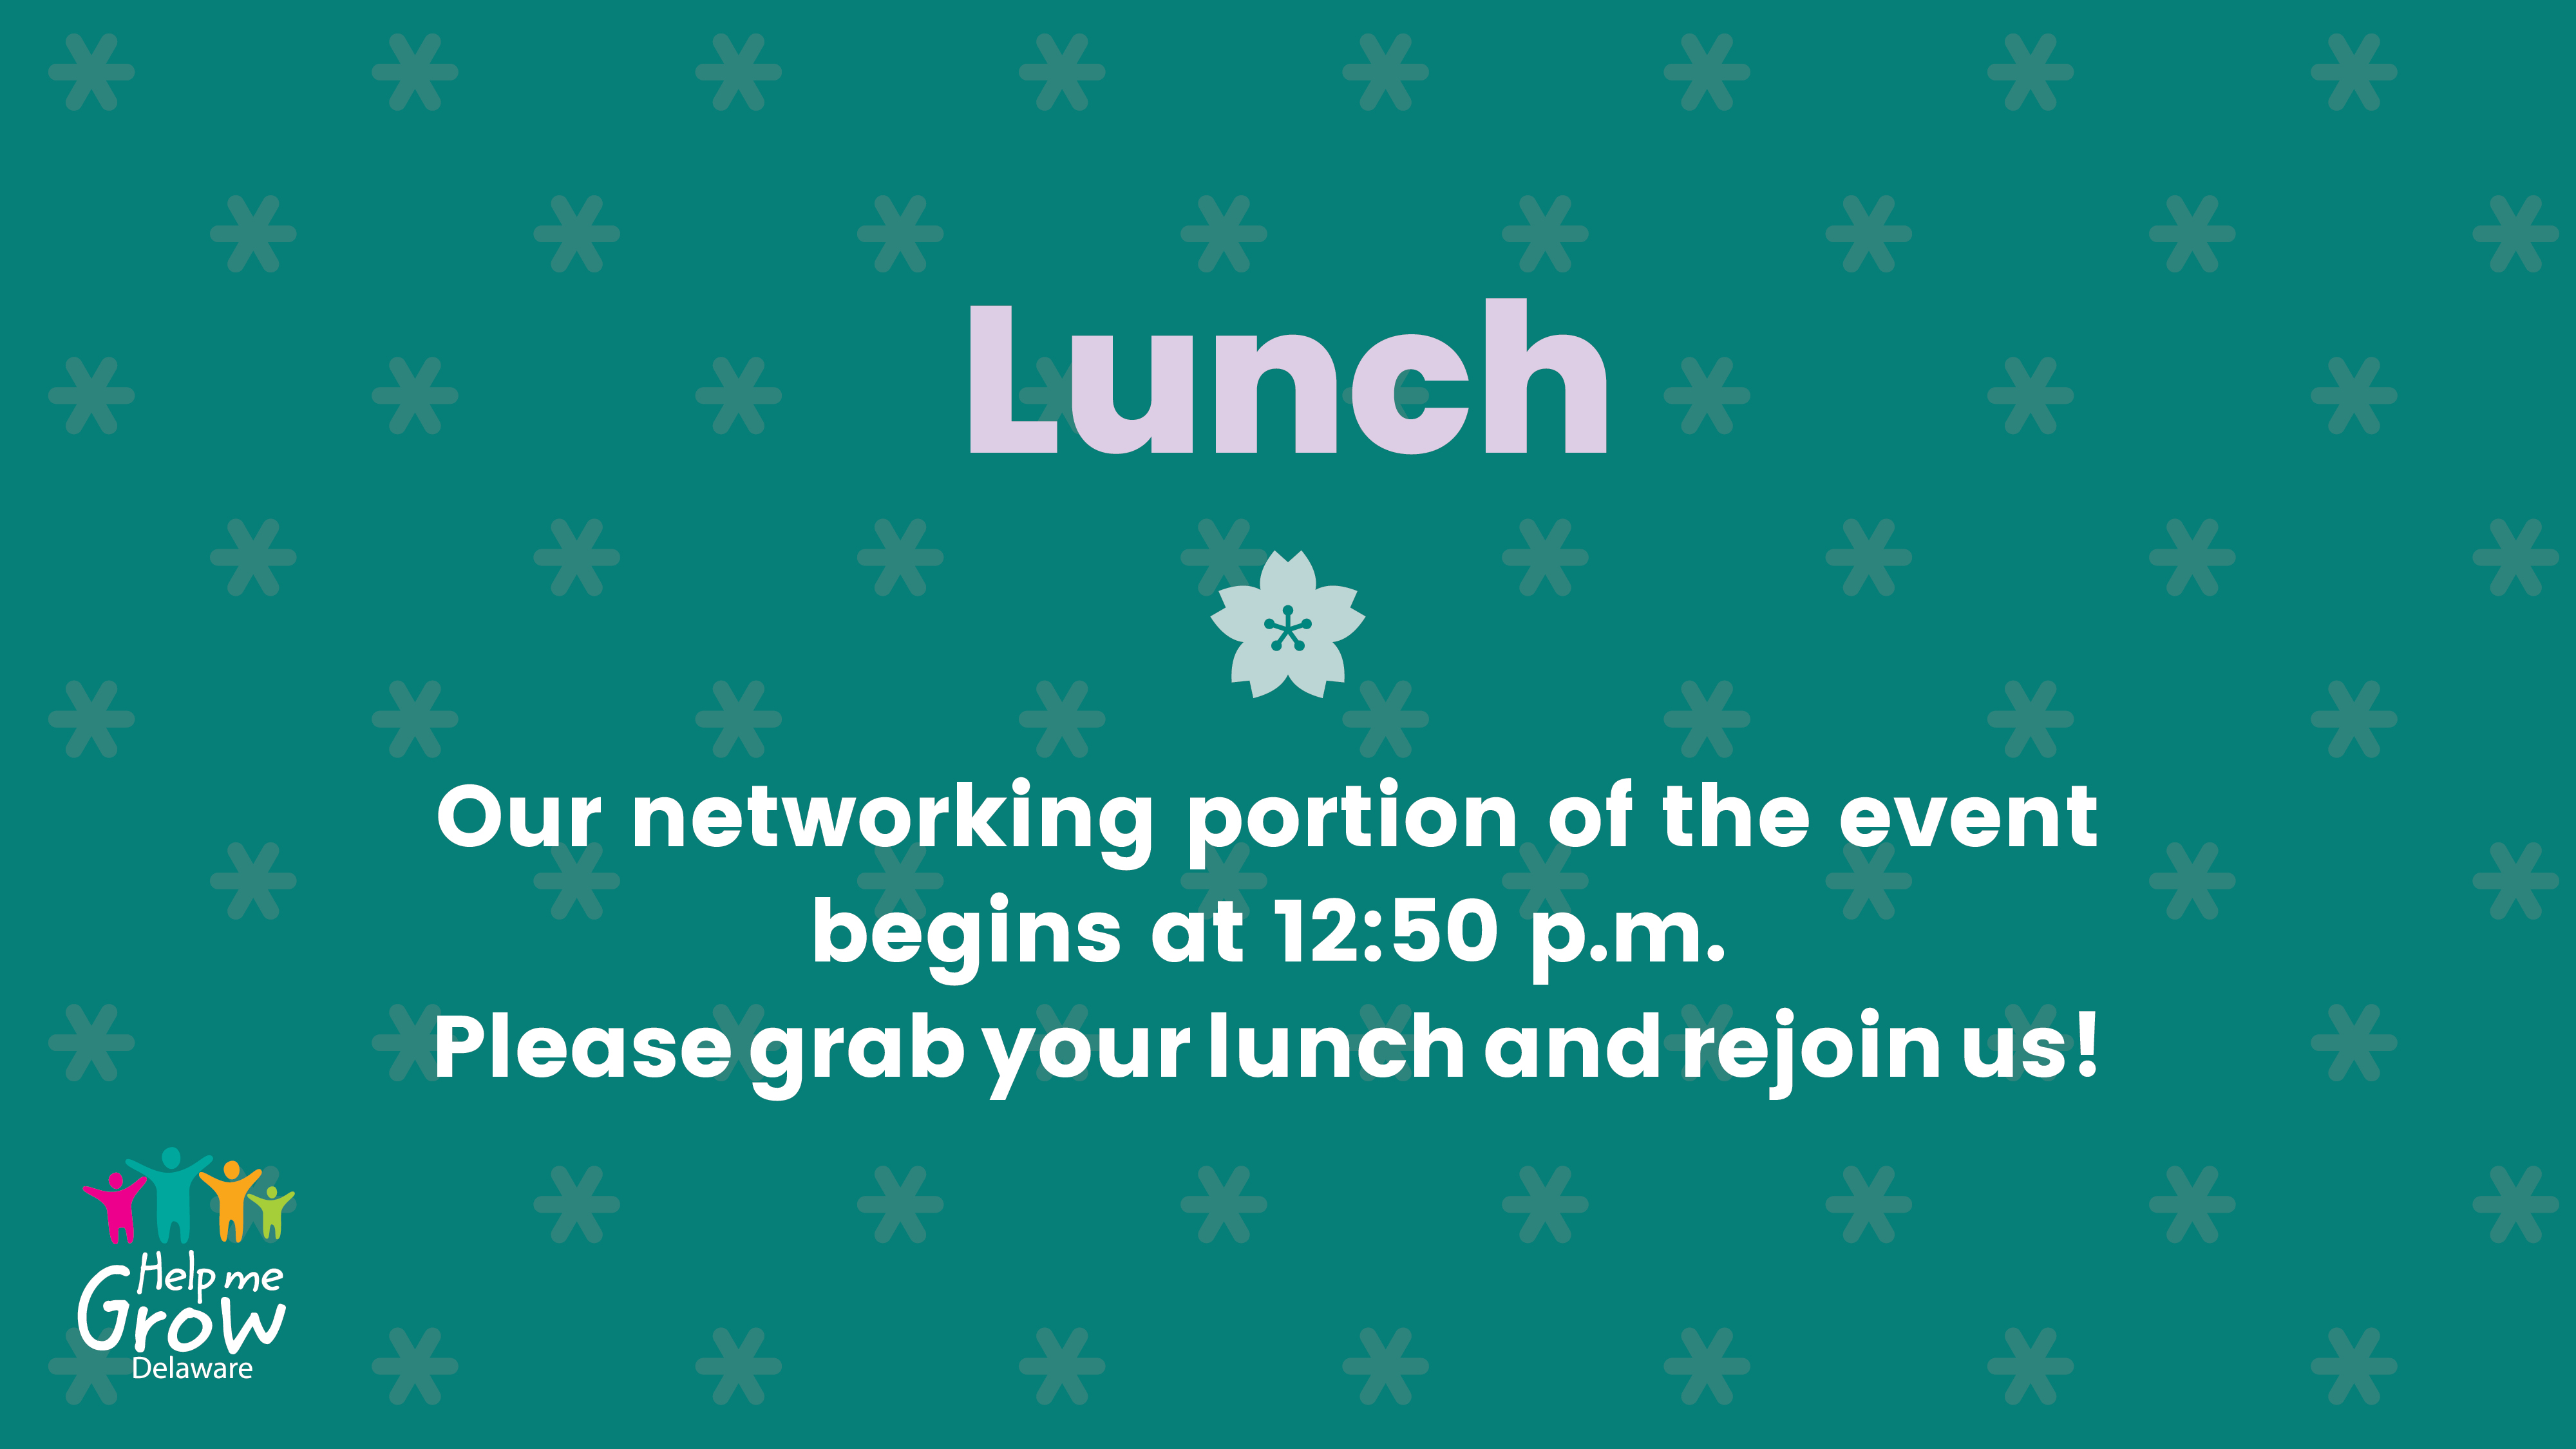 Lunch
Our networking portion of the event
begins at 12:50 p.m.
Please grab your lunch and rejoin us!
Help me
Grow
Delaware